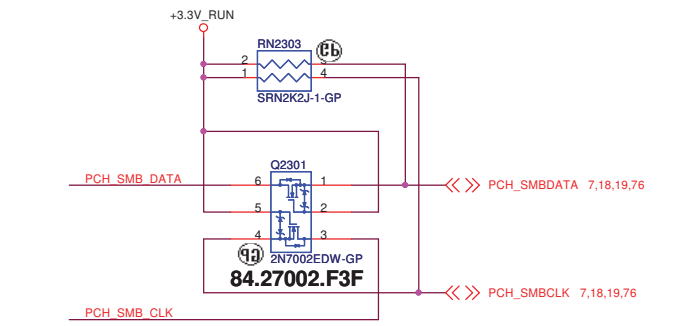 +3.3V_RUN
RN2303
2 3
1 4
SRN2K2J-1-GP
Q2301
PCH_SMB_DATA 6 1 PCH_SMBDATA 7,18,19,76
5 2
4 3
2N7002EDW-GP
84.27002.F3F
PCH_SMBCLK 7,18,19,76
PCH_SMB_CLK